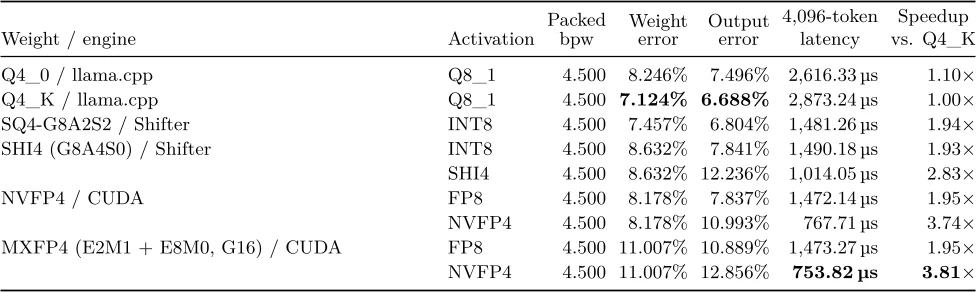 Weight / engine Activation Packed bpw Weight error Output error 4,096-token latency Speedup vs. Q4_K
Q4_0 / llama.cpp Q8_1 4.500 8.246% 7.496% 2,616.33 µs 1.10×
Q4_K / llama.cpp Q8_1 4.500 7.124% 6.688% 2,873.24 µs 1.00×
SQ4-G8A2S2 / Shifter INT8 4.500 7.457% 6.804% 1,481.26 µs 1.94×
SHI4 (G8A4S0) / Shifter INT8 4.500 8.632% 7.841% 1,490.18 µs 1.93×
SHI4 4.500 8.632% 12.236% 1,014.05 µs 2.83×
NVFP4 / CUDA FP8 4.500 8.178% 7.837% 1,472.14 µs 1.95×
NVFP4 4.500 8.178% 10.993% 767.71 µs 3.74×
MXFP4 (E2M1 + E8M0, G16) / CUDA FP8 4.500 11.007% 10.889% 1,473.27 µs 1.95×
NVFP4 4.500 11.007% 12.856% 753.82 µs 3.81×